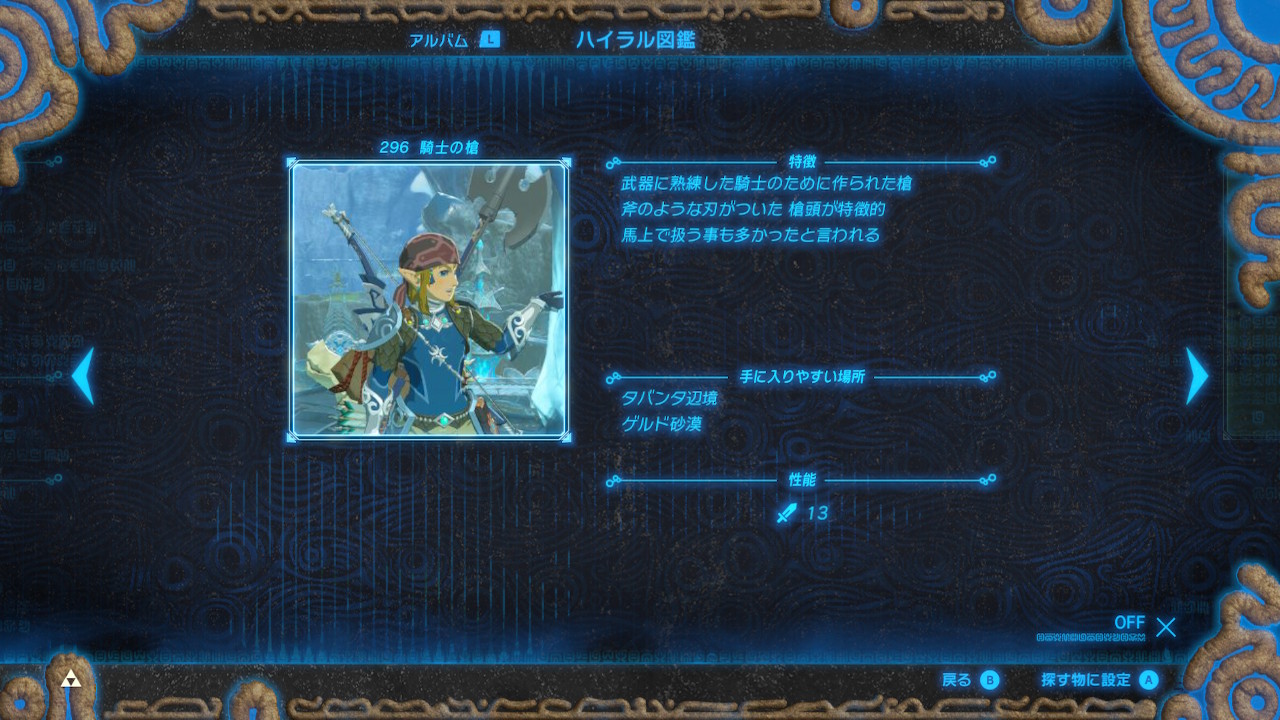 アルバム L
ハイラル図鑑
296 騎士の槍
特徴
武器に熟練した騎士のために作られた槍
斧のような刃がついた 槍頭が特徴的
馬上で扱う事も多かったと言われる
手に入りやすい場所
タバンタ辺境
ゲルド砂漠
性能
13
OFF
戻る B
探す物に設定 A